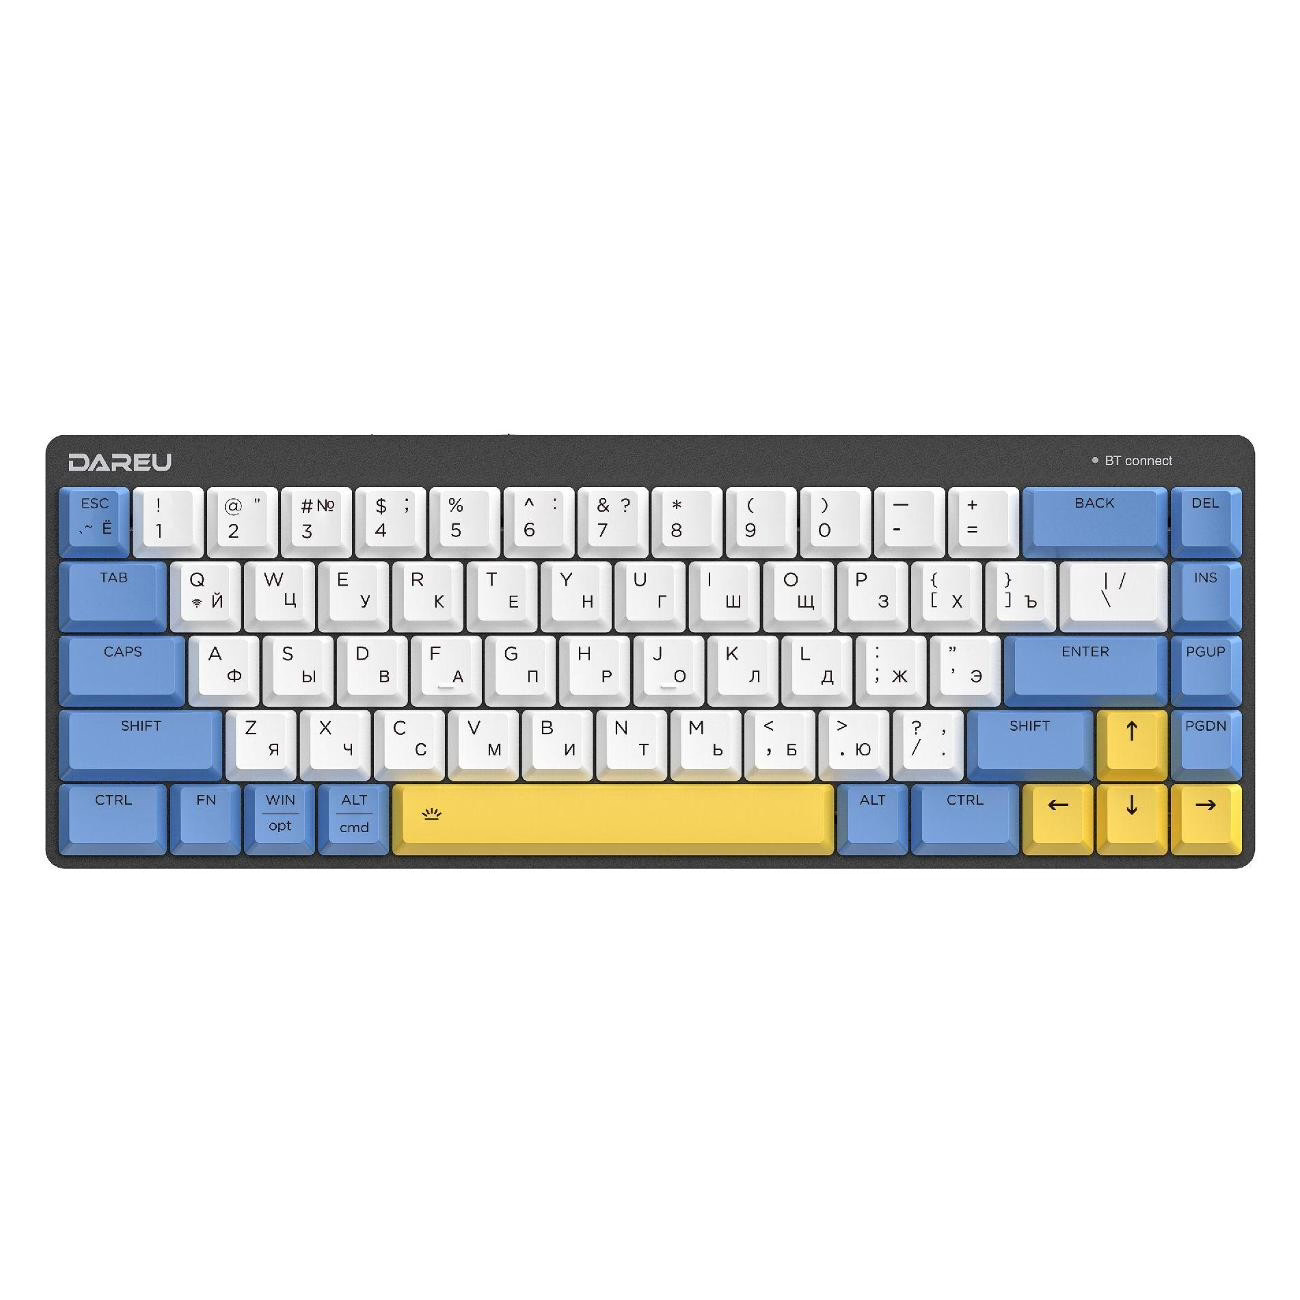 DAREU
BT connect
ESC ! @ " #№ $ ; % ^ : & ? * ( ) — + BACK DEL
.~ Ё 1 2 3 4 5 6 7 8 9 0 - =
TAB Q W E R T Y U I O P { } | / INS
Й Ц У К Е Н Г Ш Щ З [ Х ] Ъ \
CAPS A S D F G H J K L : " ENTER PGUP
Ф Ы В А П Р О Л Д ; Ж ' Э
SHIFT Z X C V B N M < > ? , SHIFT ↑ PGDN
Я Ч С М И Т Ь , Б . Ю / .
CTRL FN WIN ALT ALT CTRL ← ↓ →
opt cmd